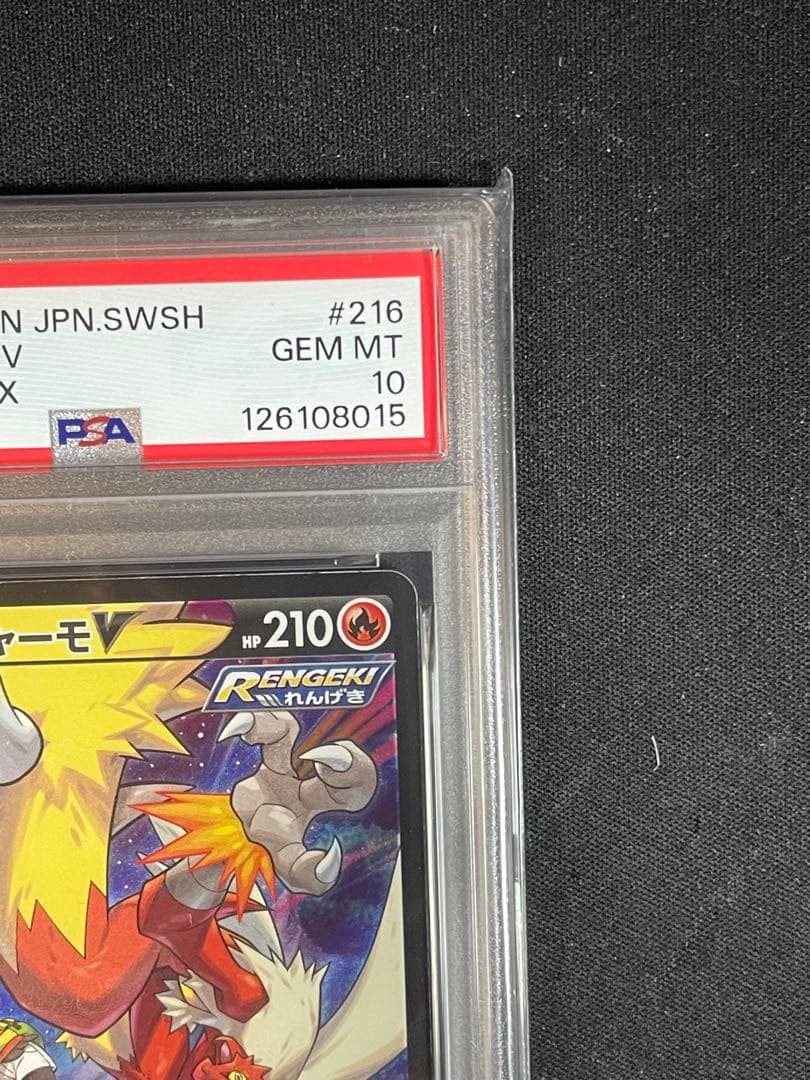 N JPN.SWSH #216
V GEM MT
X 10
PSA 126108015
ャーモV HP 210
RENGEKI
れんげき